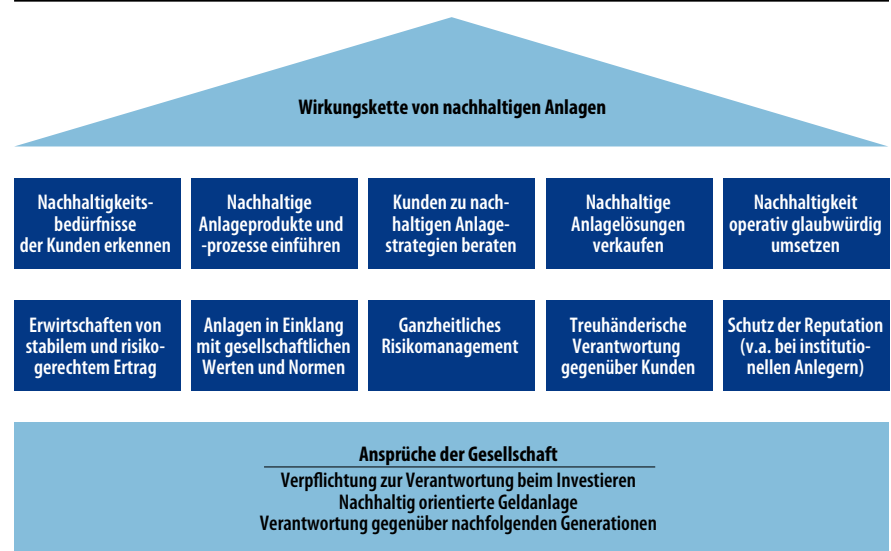 Wirkungskette von nachhaltigen Anlagen
Nachhaltigkeits-
bedürfnisse
der Kunden erkennen
Nachhaltige
Anlageprodukte und
-prozesse einführen
Kunden zu nach-
haltigen Anlage-
strategien beraten
Nachhaltige
Anlagelösungen
verkaufen
Nachhaltigkeit
operativ glaubwürdig
umsetzen
Erwirtschaften von
stabilem und risiko-
gerechtem Ertrag
Anlagen in Einklang
mit gesellschaftlichen
Werten und Normen
Ganzheitliches
Risikomanagement
Treuhänderische
Verantwortung
gegenüber Kunden
Schutz der Reputation
(v.a. bei institutio-
nellen Anlegern)
Ansprüche der Gesellschaft
Verpflichtung zur Verantwortung beim Investieren
Nachhaltig orientierte Geldanlage
Verantwortung gegenüber nachfolgenden Generationen